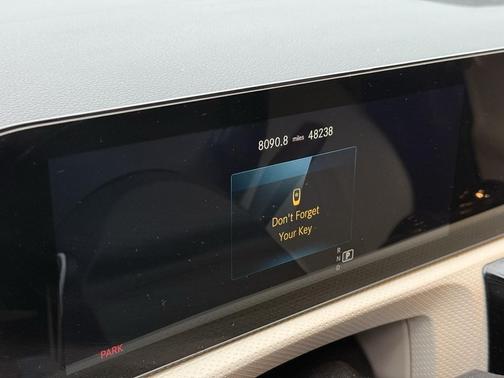 8090.8 miles 48238
Don't Forget
Your Key
R
N
D
P
PARK